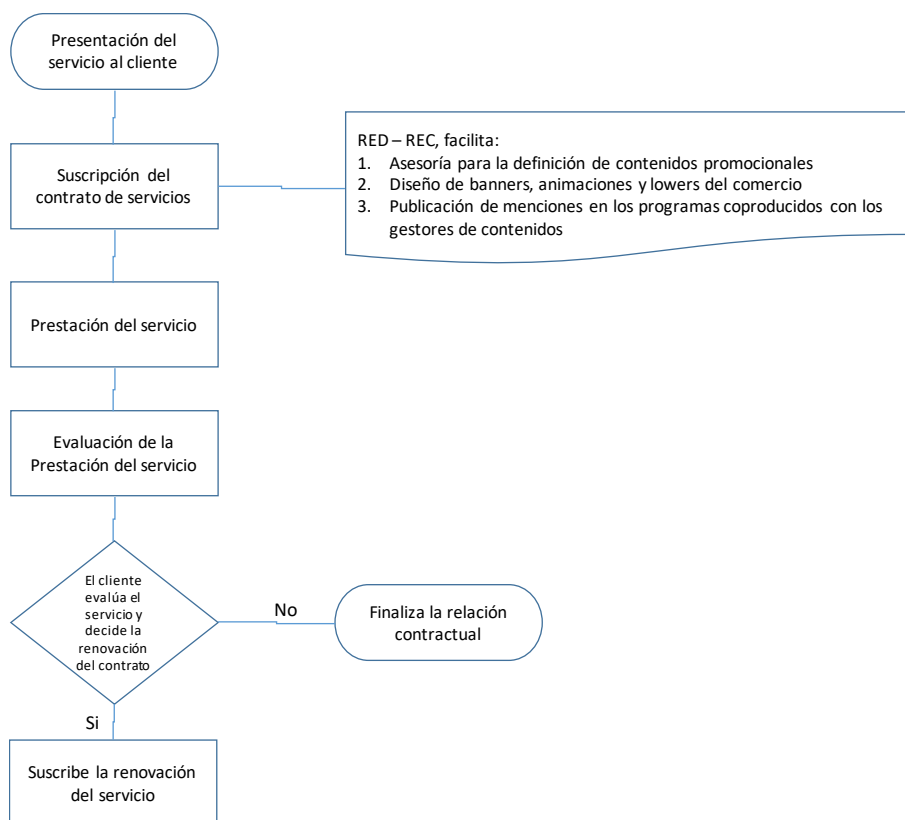 Presentación del
servicio al cliente
Suscripción del
contrato de servicios
RED – REC, facilita:
1. Asesoría para la definición de contenidos promocionales
2. Diseño de banners, animaciones y lowers del comercio
3. Publicación de menciones en los programas coproducidos con los
gestores de contenidos
Prestación del servicio
Evaluación de la
Prestación del servicio
El cliente
evalúa el
servicio y
decide la
renovación
del contrato
No
Finaliza la relación
contractual
Si
Suscribe la renovación
del servicio